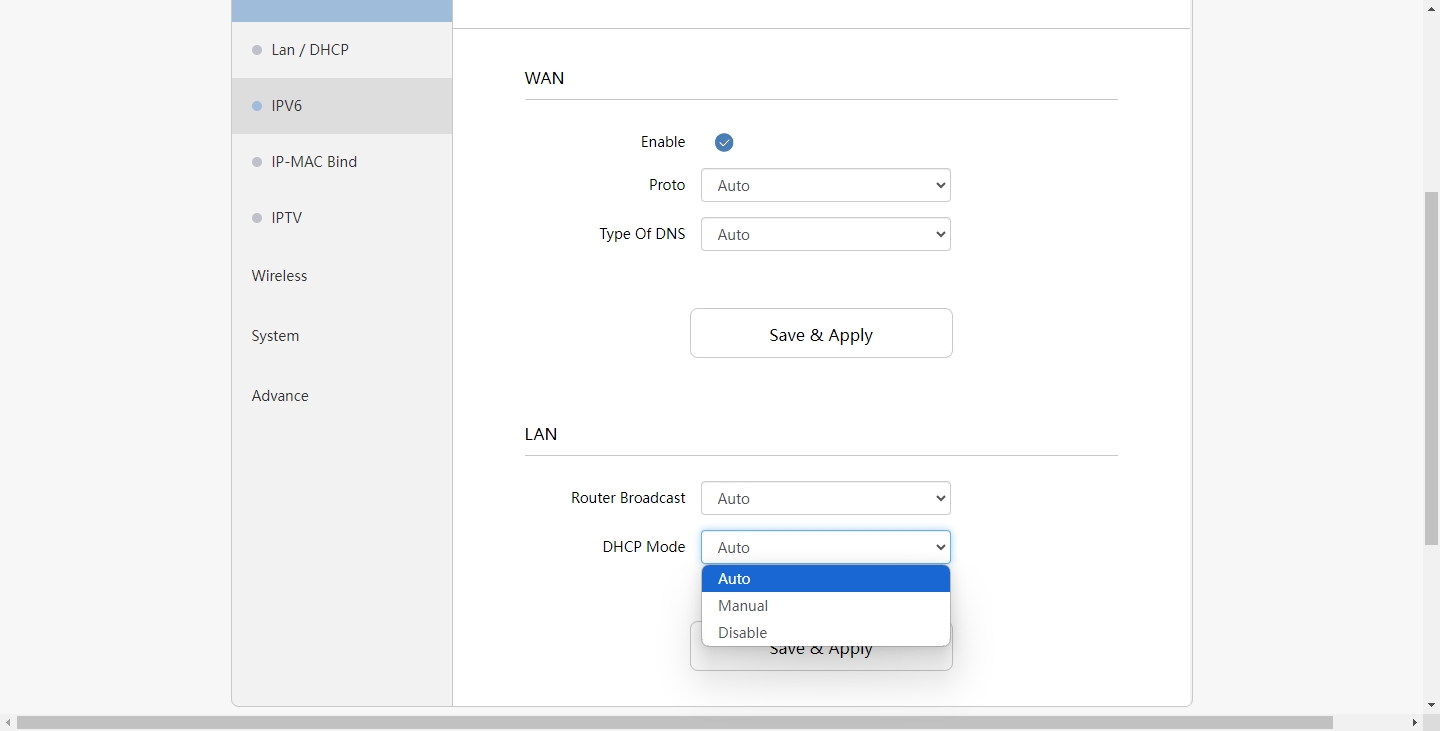 Lan / DHCP
IPV6
IP-MAC Bind
IPTV
Wireless
System
Advance
WAN
Enable
Proto Auto
Type Of DNS Auto
Save & Apply
LAN
Router Broadcast Auto
DHCP Mode Auto
Auto
Manual
Disable
Save & Apply